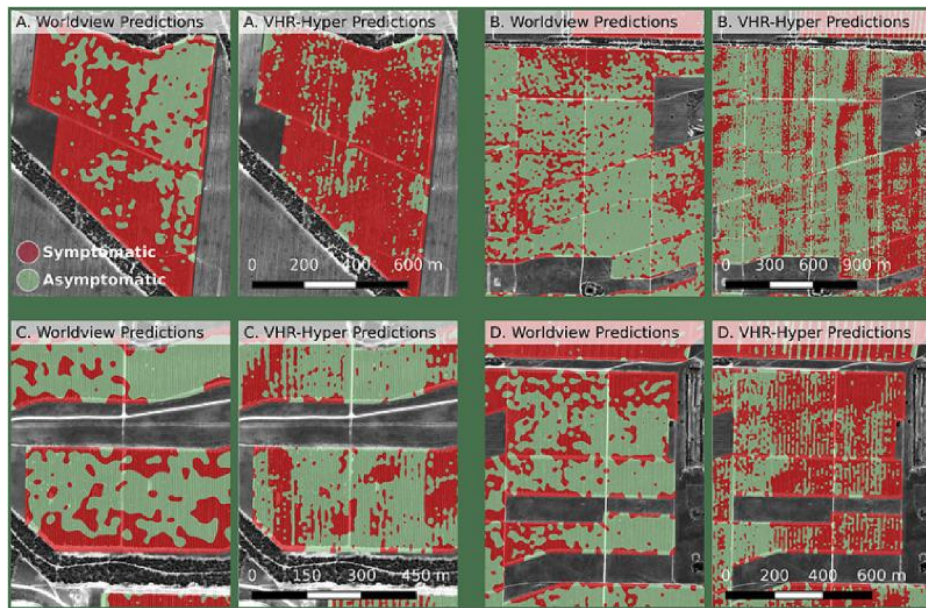 A. Worldview Predictions
A. VHR-Hyper Predictions
B. Worldview Predictions
B. VHR-Hyper Predictions
Symptomatic
Asymptomatic
0 200 400 600 m
0 300 600 900 m
C. Worldview Predictions
C. VHR-Hyper Predictions
D. Worldview Predictions
D. VHR-Hyper Predictions
0 150 300 450 m
0 200 400 600 m